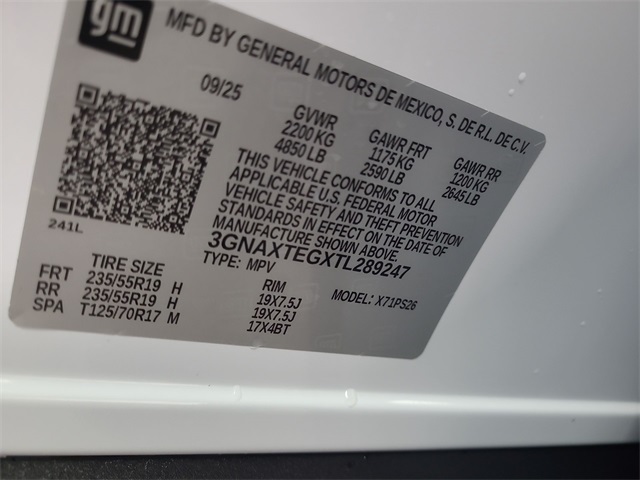 gm
MFD BY GENERAL MOTORS DE MEXICO, S. DE R.L. DE C.V.
09/25
GVWR GAWR FRT GAWR RR
2200 KG 1175 KG 1200 KG
4850 LB 2590 LB 2645 LB
THIS VEHICLE CONFORMS TO ALL
APPLICABLE U.S. FEDERAL MOTOR
VEHICLE SAFETY AND THEFT PREVENTION
STANDARDS IN EFFECT ON THE DATE OF
MANUFACTURE SHOWN ABOVE.
3GNAXTEGXTL289247
241L
TYPE: MPV MODEL: X71PS26
TIRE SIZE RIM
FRT 235/55R19 H 19X7.5J
RR 235/55R19 H 19X7.5J
SPA T125/70R17 M 17X4BT